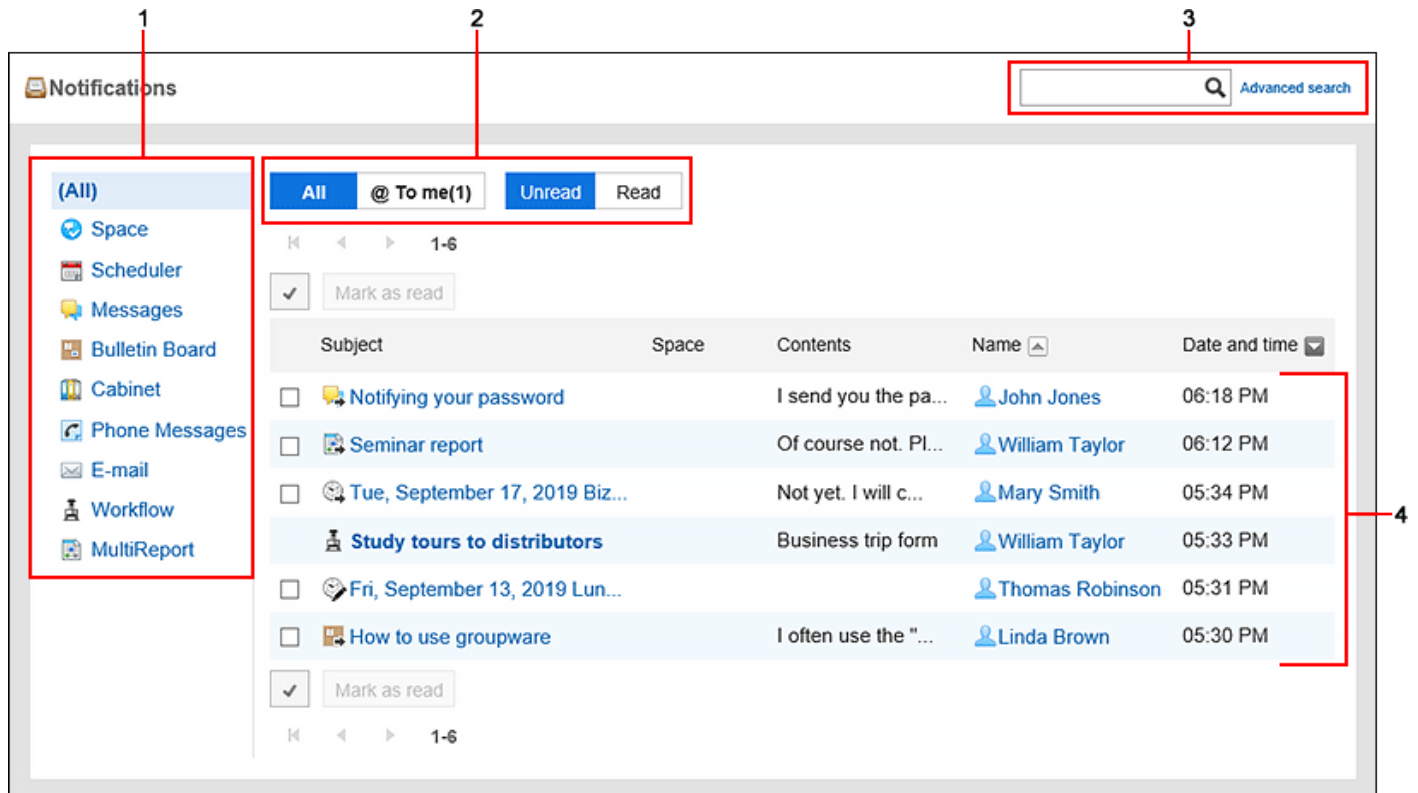 1 2 3
Notifications Advanced search
(All)
Space
Scheduler
Messages
Bulletin Board
Cabinet
Phone Messages
E-mail
Workflow
MultiReport
All @ To me(1) Unread Read
1-6
Mark as read
Subject Space Contents Name Date and time
Notifying your password I send you the pa... John Jones 06:18 PM
Seminar report Of course not. Pl... William Taylor 06:12 PM
Tue, September 17, 2019 Biz... Not yet. I will c... Mary Smith 05:34 PM
Study tours to distributors Business trip form William Taylor 05:33 PM
Fri, September 13, 2019 Lun... Thomas Robinson 05:31 PM
How to use groupware I often use the "... Linda Brown 05:30 PM
4
Mark as read
1-6